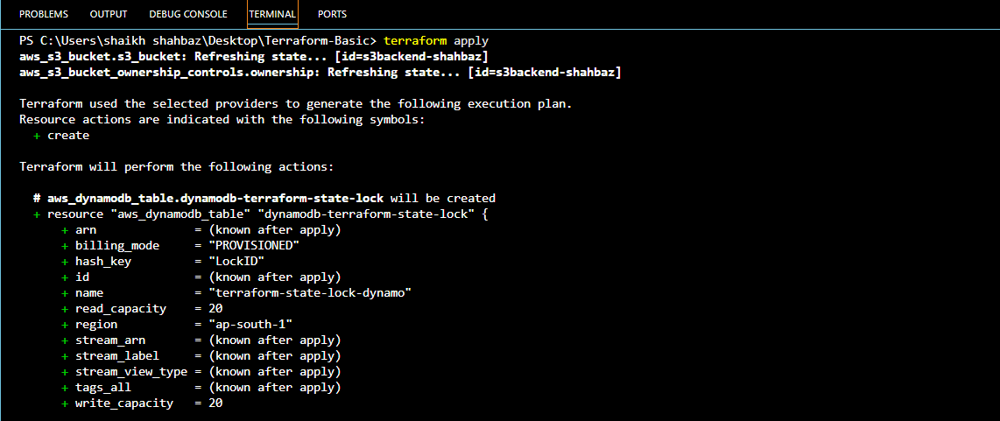 PROBLEMS OUTPUT DEBUG CONSOLE TERMINAL PORTS
PS C:\Users\shaikh shahbaz\Desktop\Terraform-Basic> terraform apply
aws_s3_bucket.s3_bucket: Refreshing state... [id=s3backend-shahbaz]
aws_s3_bucket_ownership_controls.ownership: Refreshing state... [id=s3backend-shahbaz]
Terraform used the selected providers to generate the following execution plan.
Resource actions are indicated with the following symbols:
  + create
Terraform will perform the following actions:
  # aws_dynamodb_table.dynamodb-terraform-state-lock will be created
  + resource "aws_dynamodb_table" "dynamodb-terraform-state-lock" {
      + arn              = (known after apply)
      + billing_mode     = "PROVISIONED"
      + hash_key         = "LockID"
      + id               = (known after apply)
      + name             = "terraform-state-lock-dynamo"
      + read_capacity    = 20
      + region           = "ap-south-1"
      + stream_arn       = (known after apply)
      + stream_label     = (known after apply)
      + stream_view_type = (known after apply)
      + tags_all         = (known after apply)
      + write_capacity   = 20